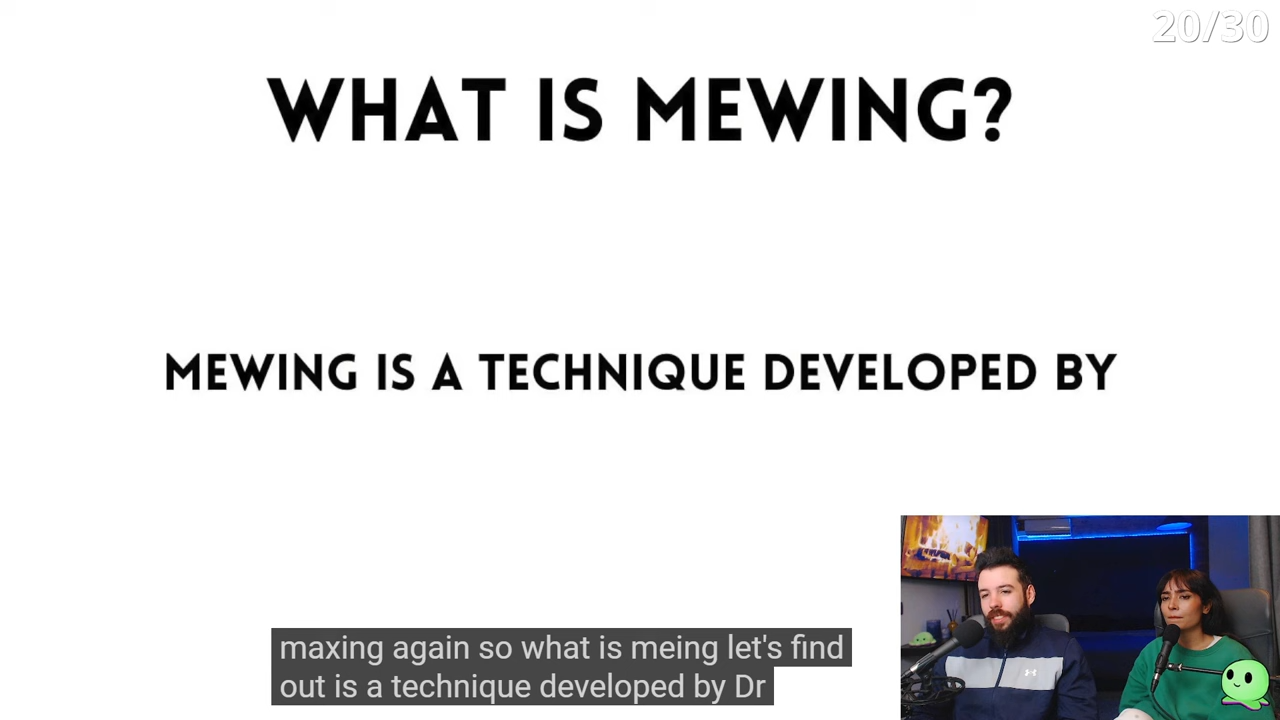 20/30
WHAT IS MEWING?
MEWING IS A TECHNIQUE DEVELOPED BY
maxing again so what is meing let's find
out is a technique developed by Dr